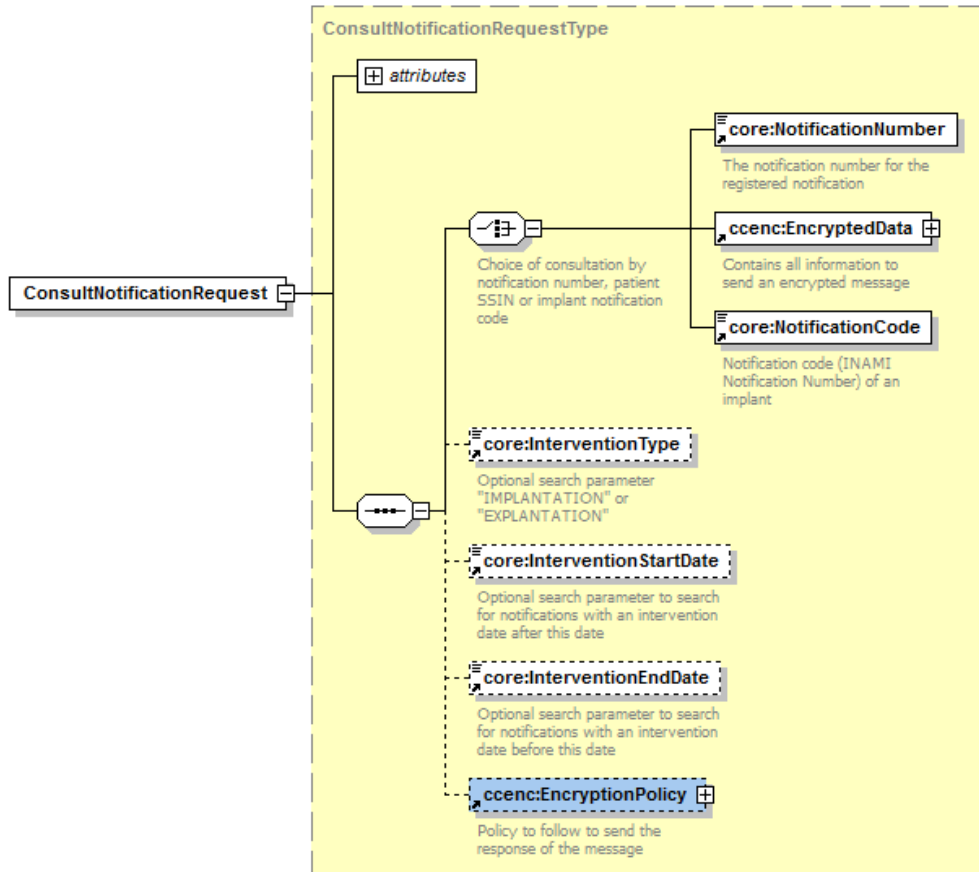 ConsultNotificationRequestType
attributes
core:NotificationNumber
The notification number for the
registered notification
ccenc:EncryptedData
Choice of consultation by
notification number, patient
SSIN or implant notification
code
Contains all information to
send an encrypted message
ConsultNotificationRequest
core:NotificationCode
Notification code (INAMI
Notification Number) of an
implant
core:InterventionType
Optional search parameter
"IMPLANTATION" or
"EXPLANTATION"
core:InterventionStartDate
Optional search parameter to search
for notifications with an intervention
date after this date
core:InterventionEndDate
Optional search parameter to search
for notifications with an intervention
date before this date
ccenc:EncryptionPolicy
Policy to follow to send the
response of the message